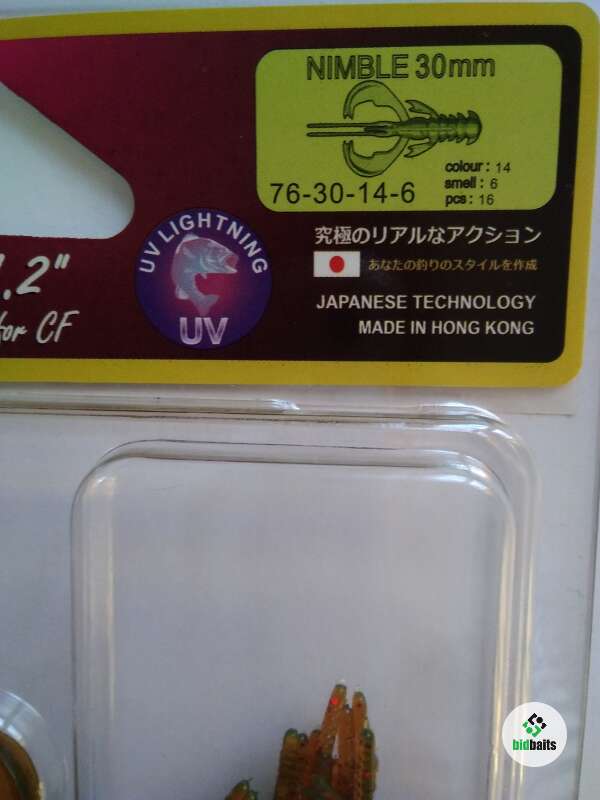 NIMBLE 30mm
colour: 14
smell: 6
pcs: 16
76-30-14-6
UV LIGHTNING
UV
究極のリアルなアクション
あなたの釣りのスタイルを作成
JAPANESE TECHNOLOGY
MADE IN HONG KONG
.2"
tor CF
bidbaits